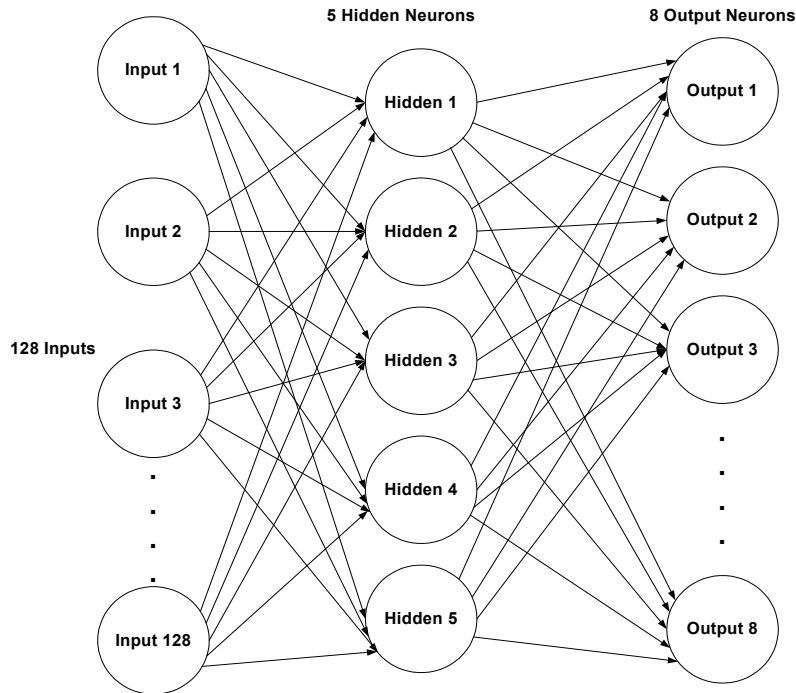 5 Hidden Neurons
8 Output Neurons
Input 1
Input 2
128 Inputs
Input 3
Input 128
Hidden 1
Hidden 2
Hidden 3
Hidden 4
Hidden 5
Output 1
Output 2
Output 3
Output 8